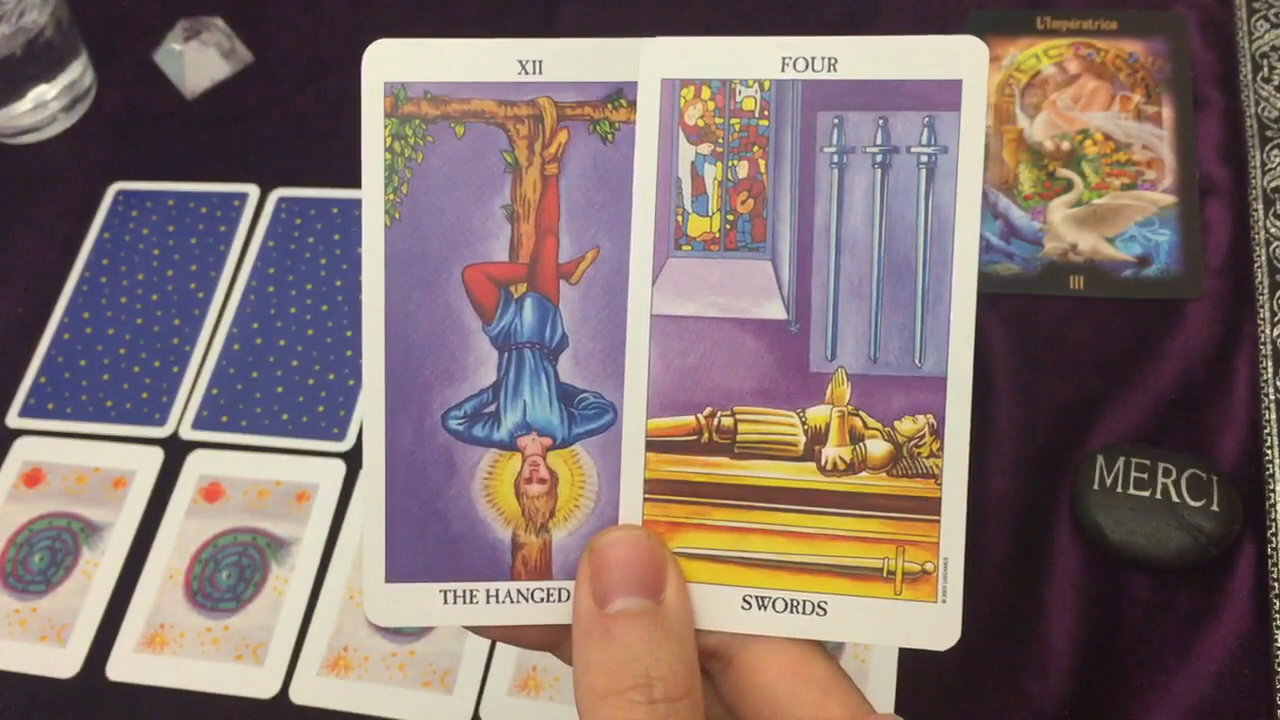 XII
THE HANGED
FOUR
SWORDS
L'Impératrice
III
MERCI